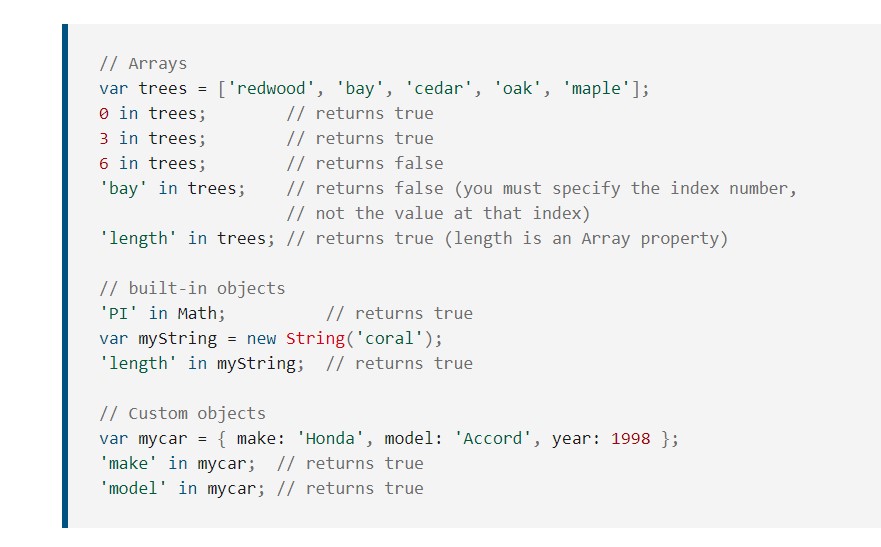 // Arrays
var trees = ['redwood', 'bay', 'cedar', 'oak', 'maple'];
0 in trees;        // returns true
3 in trees;        // returns true
6 in trees;        // returns false
'bay' in trees;    // returns false (you must specify the index number,
                   // not the value at that index)
'length' in trees; // returns true (length is an Array property)

// built-in objects
'PI' in Math;          // returns true
var myString = new String('coral');
'length' in myString;  // returns true

// Custom objects
var mycar = { make: 'Honda', model: 'Accord', year: 1998 };
'make' in mycar;  // returns true
'model' in mycar; // returns true